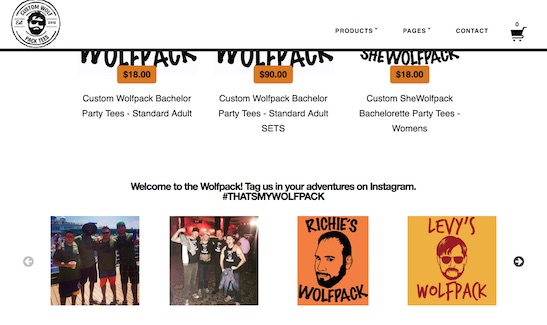 CUSTOM WOLF
Est.
PACK TEES
PRODUCTS
PAGES
CONTACT
0
WOLFPACK
WOLFPACK
SHEWOLFPACK
$18.00
$90.00
$18.00
Custom Wolfpack Bachelor
Party Tees - Standard Adult
Custom Wolfpack Bachelor
Party Tees - Standard Adult
SETS
Custom SheWolfpack
Bachelorette Party Tees -
Womens
Welcome to the Wolfpack! Tag us in your adventures on Instagram.
#THATSMYWOLFPACK
RICHIE'S
WOLFPACK
LEVY'S
WOLFPACK